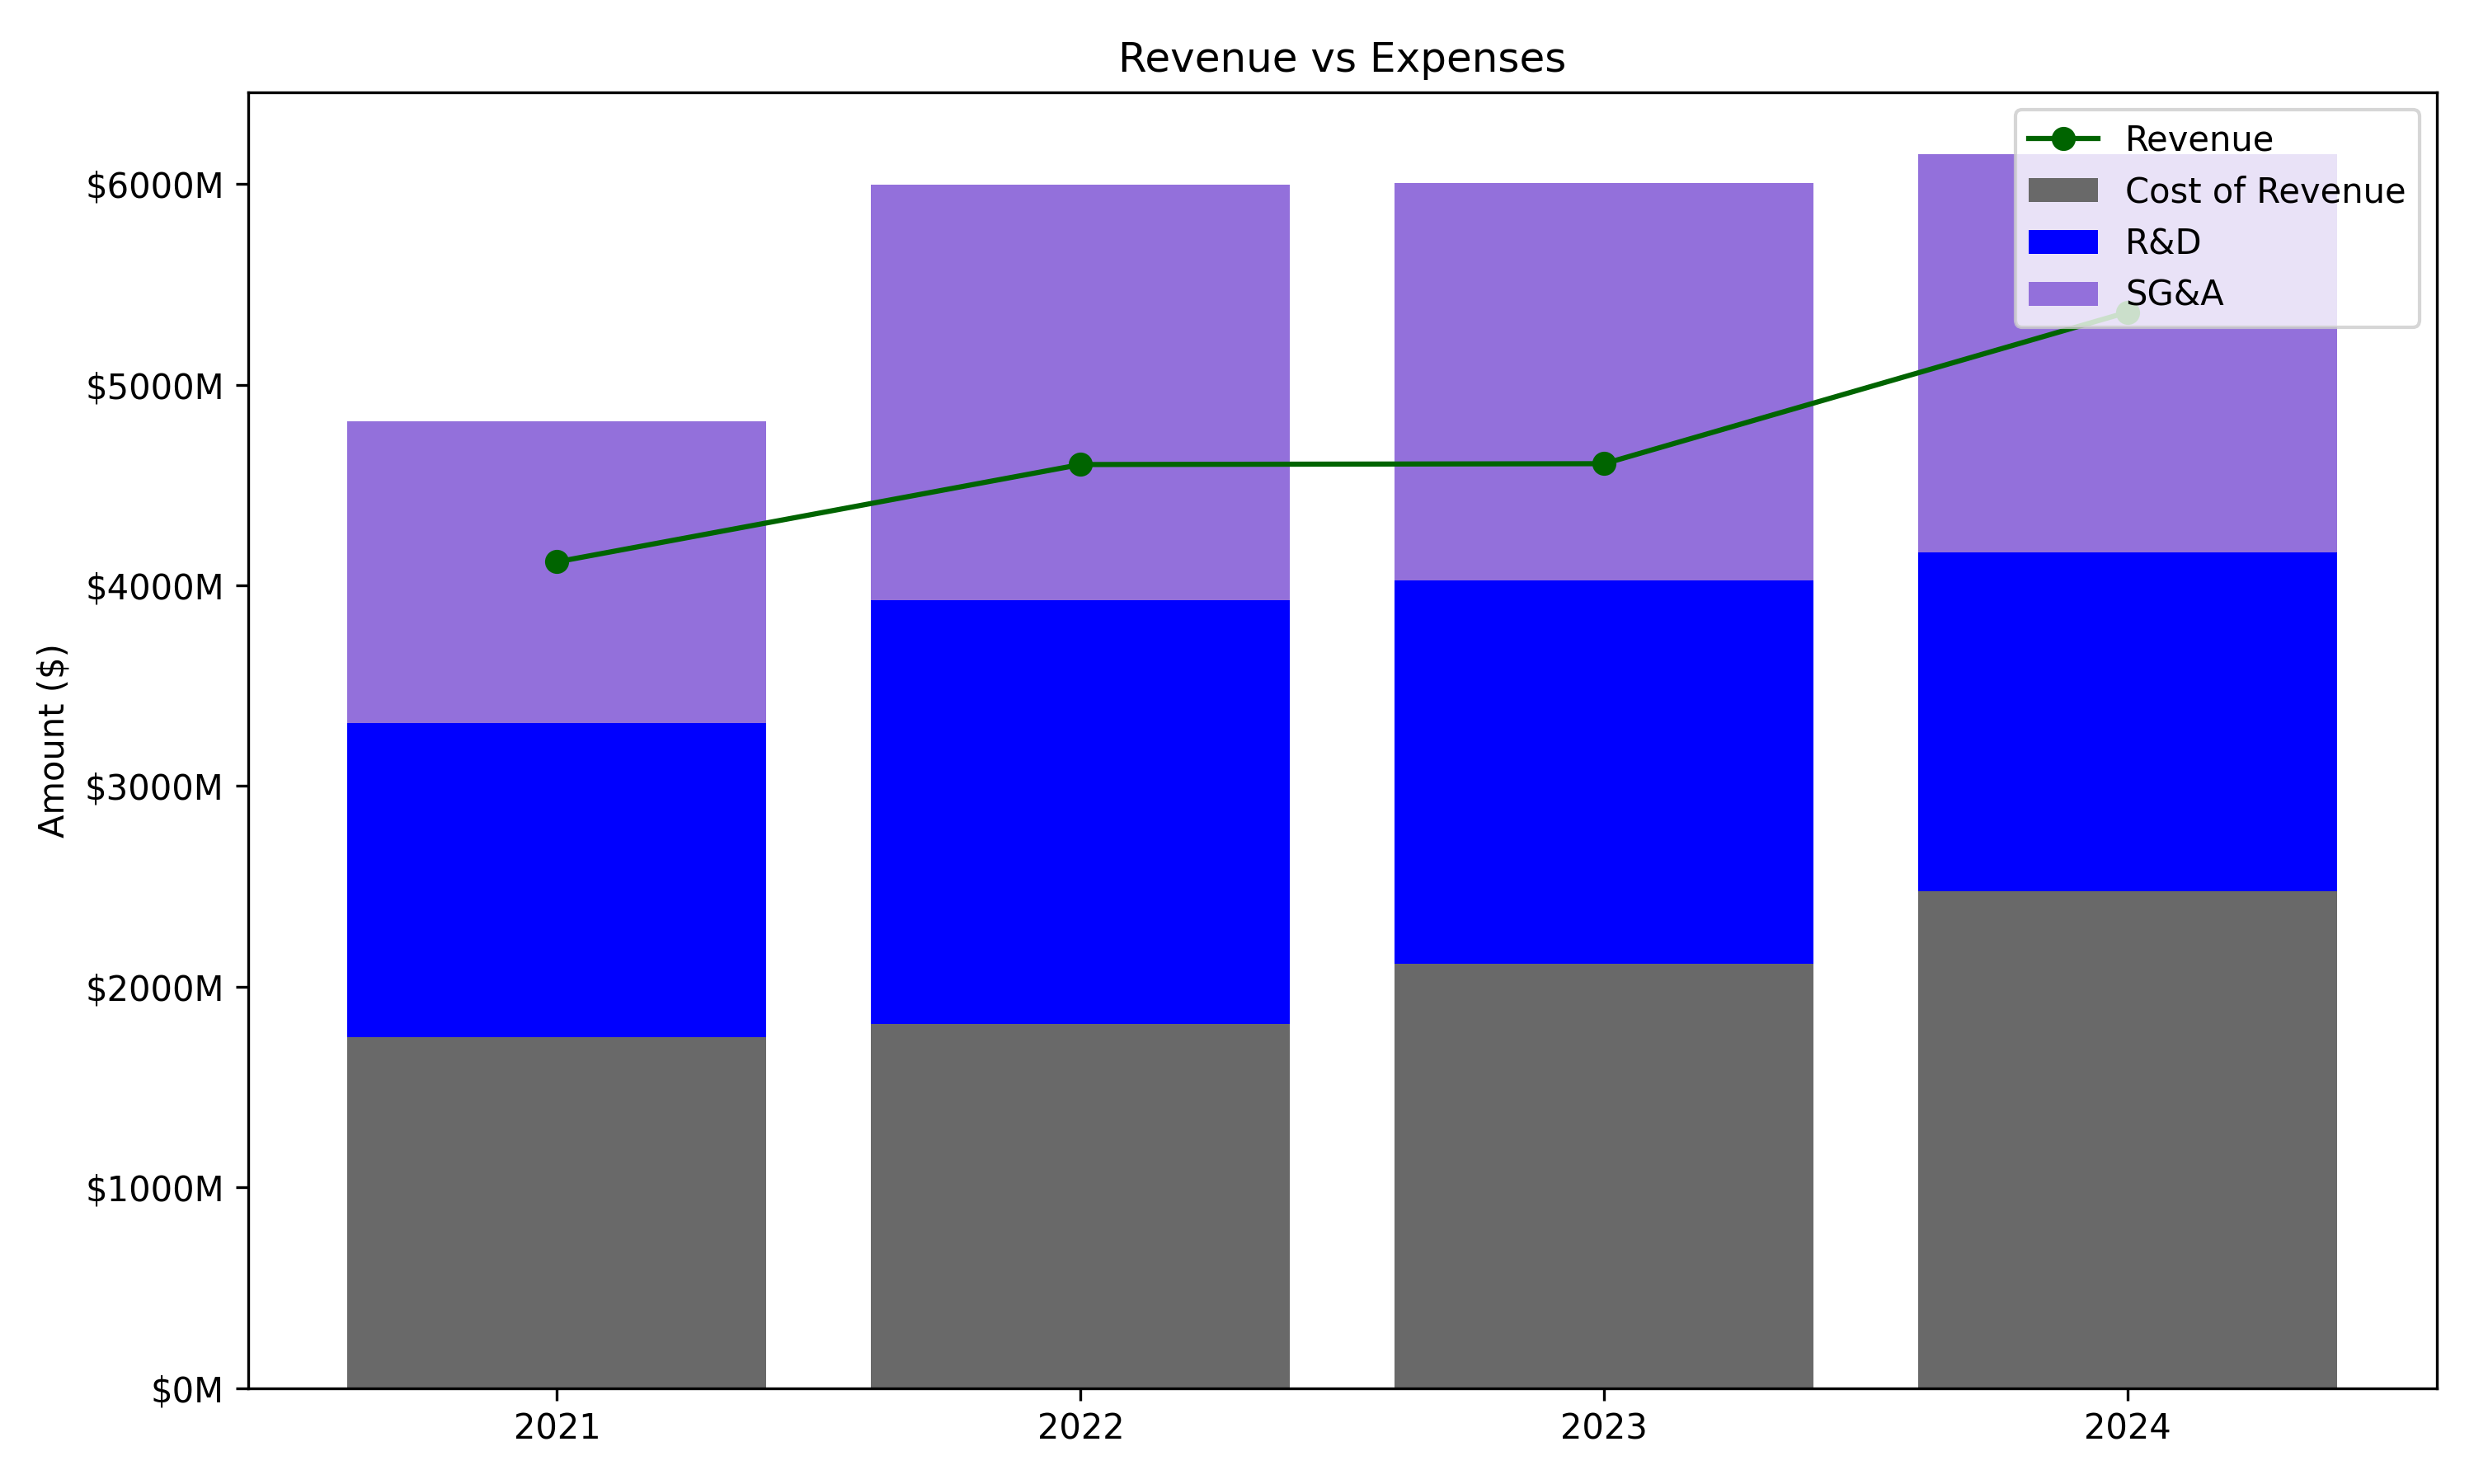 Revenue vs Expenses
Revenue
Cost of Revenue
R&D
SG&A
Amount ($)
$6000M
$5000M
$4000M
$3000M
$2000M
$1000M
$0M
2021
2022
2023
2024